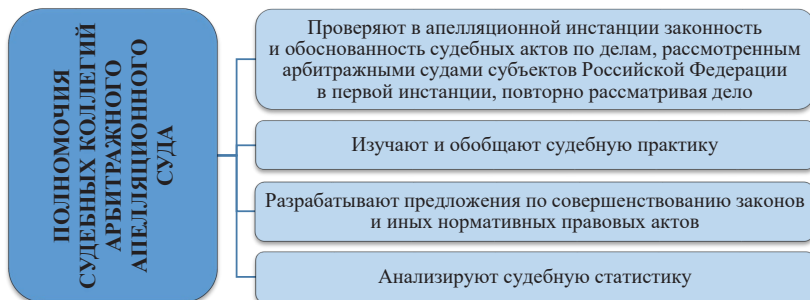 ПОЛНОМОЧИЯ
СУДЕБНЫХ КОЛЛЕГИЙ
АРБИТРАЖНОГО
АПЕЛЛЯЦИОННОГО
СУДА
Проверяют в апелляционной инстанции законность
и обоснованность судебных актов по делам, рассмотренным
арбитражными судами субъектов Российской Федерации
в первой инстанции, повторно рассматривая дело
Изучают и обобщают судебную практику
Разрабатывают предложения по совершенствованию законов
и иных нормативных правовых актов
Анализируют судебную статистику